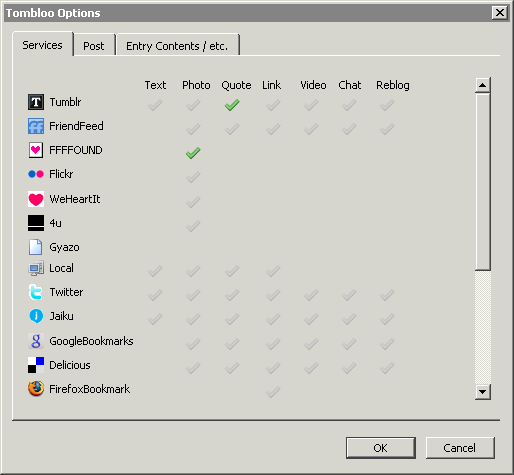 Tombloo Options
Services Post Entry Contents / etc.
Text Photo Quote Link Video Chat Reblog
Tumblr
FriendFeed
FFFFOUND
Flickr
WeHeartIt
4u
Gyazo
Local
Twitter
Jaiku
GoogleBookmarks
Delicious
FirefoxBookmark
OK Cancel